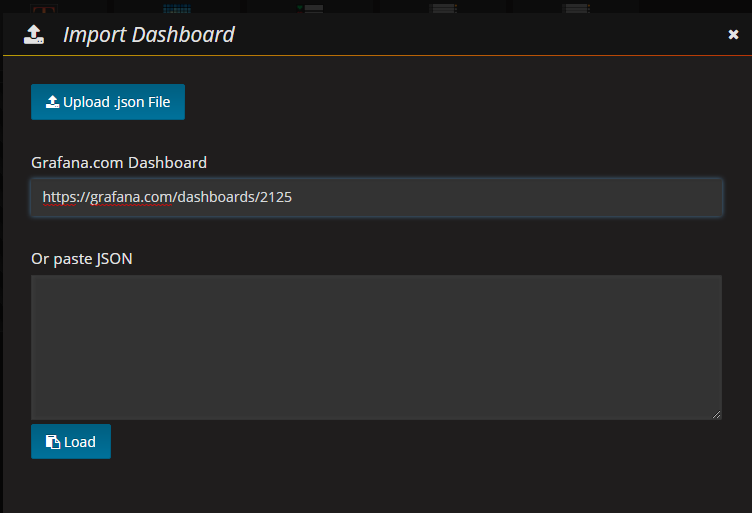 Import Dashboard
Upload .json File
Grafana.com Dashboard
https://grafana.com/dashboards/2125
Or paste JSON
Load